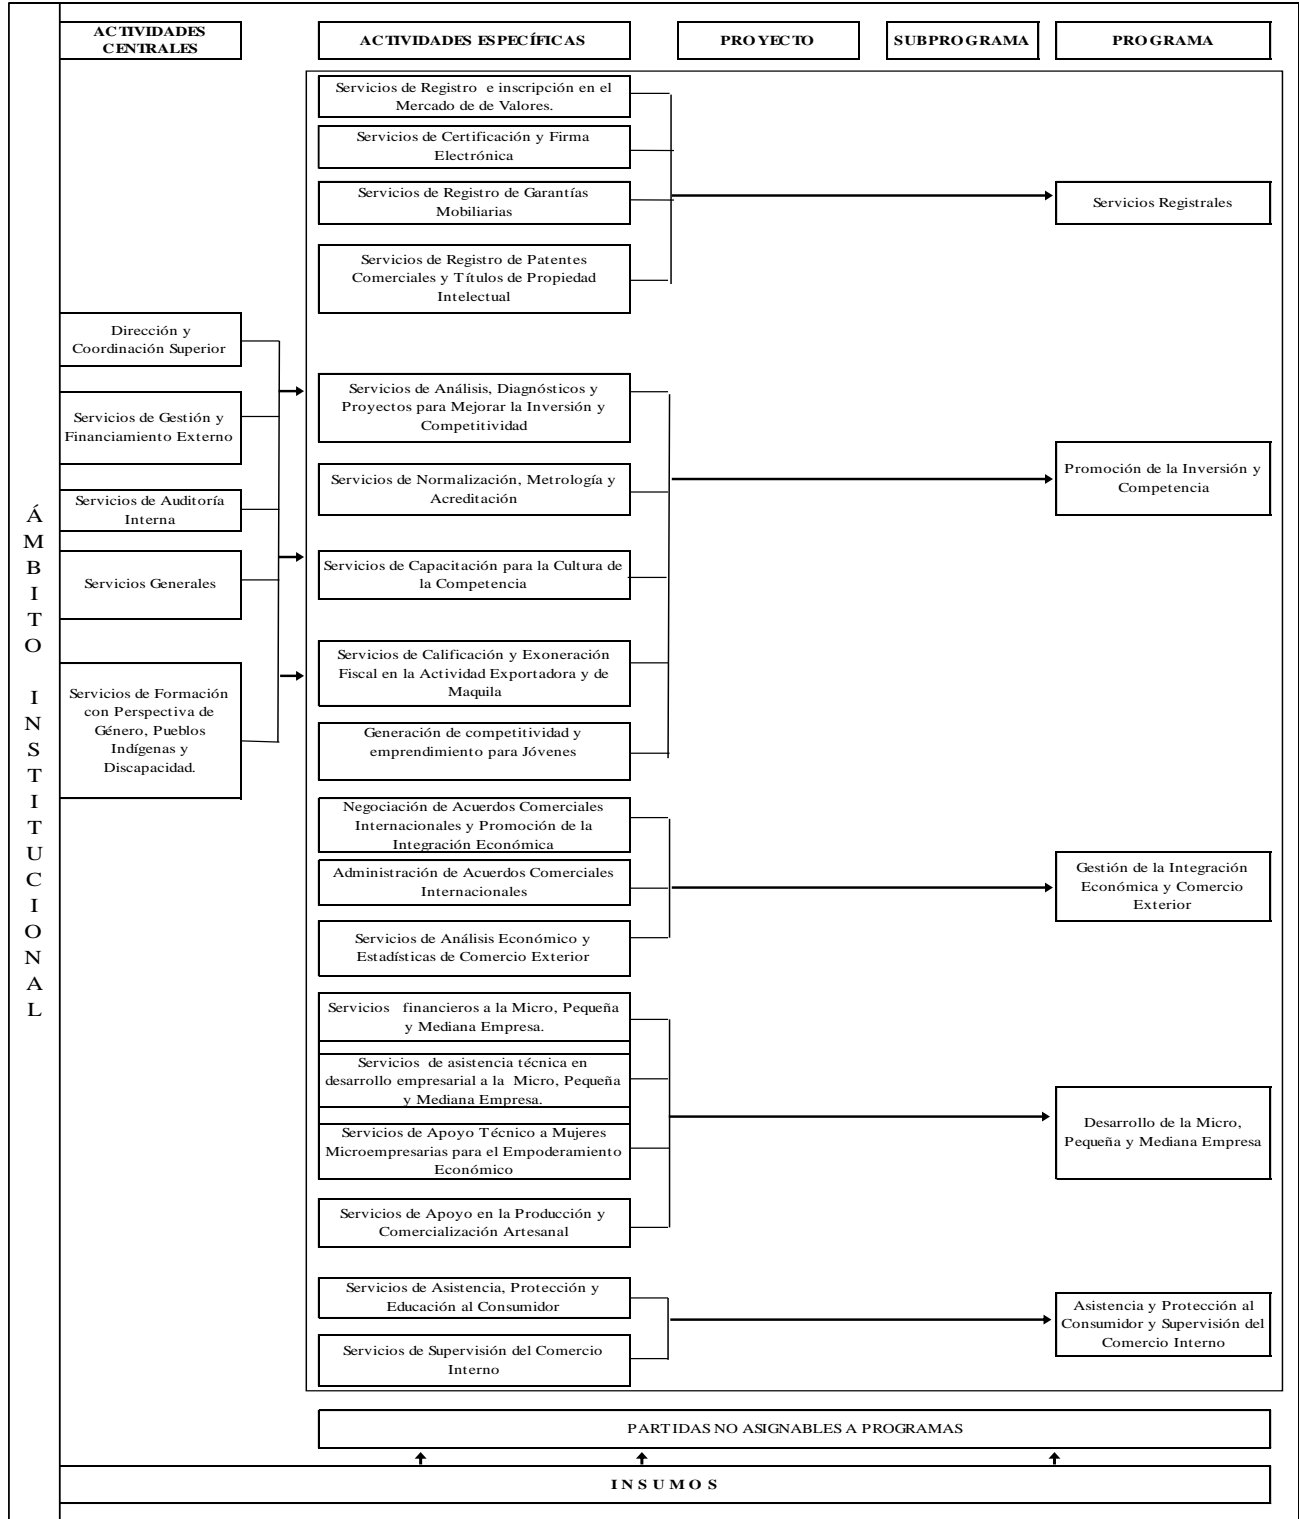 ACTIVIDADES
CENTRALES
ACTIVIDADES ESPECÍFICAS
PROYECTO
SUBPROGRAMA
PROGRAMA
ÁMBITO INSTITUCIONAL
Dirección y
Coordinación Superior
Servicios de Gestión y
Financiamiento Externo
Servicios de Auditoría
Interna
Servicios Generales
Servicios de Formación
con Perspectiva de
Género, Pueblos
Indígenas y
Discapacidad.
Servicios de Registro e inscripción en el
Mercado de de Valores.
Servicios de Certificación y Firma
Electrónica
Servicios de Registro de Garantías
Mobiliarias
Servicios de Registro de Patentes
Comerciales y Títulos de Propiedad
Intelectual
Servicios Registrales
Servicios de Análisis, Diagnósticos y
Proyectos para Mejorar la Inversión y
Competitividad
Servicios de Normalización, Metrología y
Acreditación
Servicios de Capacitación para la Cultura de
la Competencia
Servicios de Calificación y Exoneración
Fiscal en la Actividad Exportadora y de
Maquila
Generación de competitividad y
emprendimiento para Jóvenes
Promoción de la Inversión y
Competencia
Negociación de Acuerdos Comerciales
Internacionales y Promoción de la
Integración Económica
Administración de Acuerdos Comerciales
Internacionales
Servicios de Análisis Económico y
Estadísticas de Comercio Exterior
Gestión de la Integración
Económica y Comercio
Exterior
Servicios financieros a la Micro, Pequeña
y Mediana Empresa.
Servicios de asistencia técnica en
desarrollo empresarial a la Micro, Pequeña
y Mediana Empresa.
Servicios de Apoyo Técnico a Mujeres
Microempresarias para el Empoderamiento
Económico
Servicios de Apoyo en la Producción y
Comercialización Artesanal
Desarrollo de la Micro,
Pequeña y Mediana Empresa
Servicios de Asistencia, Protección y
Educación al Consumidor
Servicios de Supervisión del Comercio
Interno
Asistencia y Protección al
Consumidor y Supervisión del
Comercio Interno
PARTIDAS NO ASIGNABLES A PROGRAMAS
INSUMOS